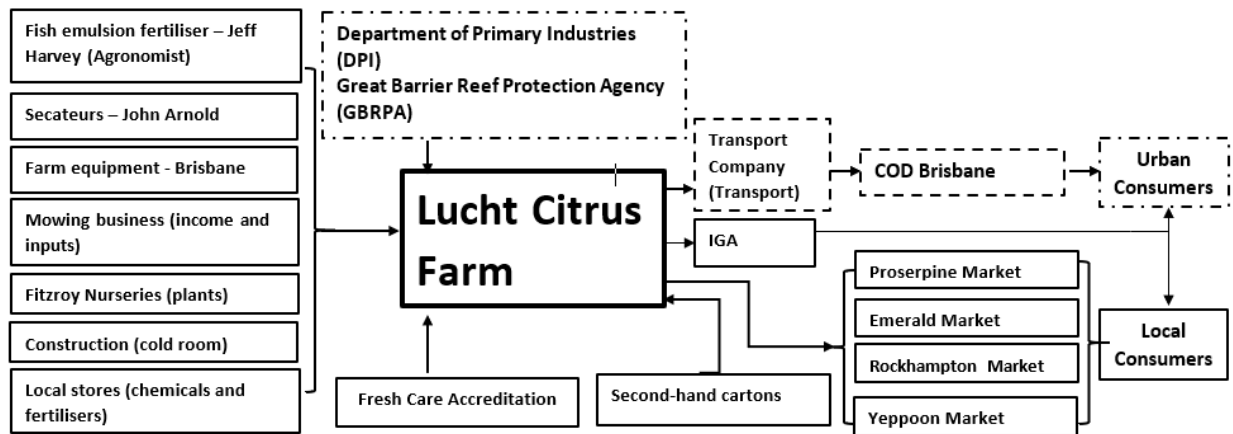 Fish emulsion fertiliser – Jeff
Harvey (Agronomist)
Secateurs – John Arnold
Farm equipment - Brisbane
Mowing business (income and
inputs)
Fitzroy Nurseries (plants)
Construction (cold room)
Local stores (chemicals and
fertilisers)
Department of Primary Industries
(DPI)
Great Barrier Reef Protection Agency
(GBRPA)
Lucht Citrus
Farm
Fresh Care Accreditation
Second-hand cartons
Transport
Company
(Transport)
COD Brisbane
Urban
Consumers
IGA
Proserpine Market
Emerald Market
Rockhampton Market
Yeppoon Market
Local
Consumers